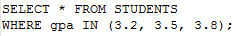 SELECT * FROM STUDENTS
WHERE gpa IN (3.2, 3.5, 3.8);